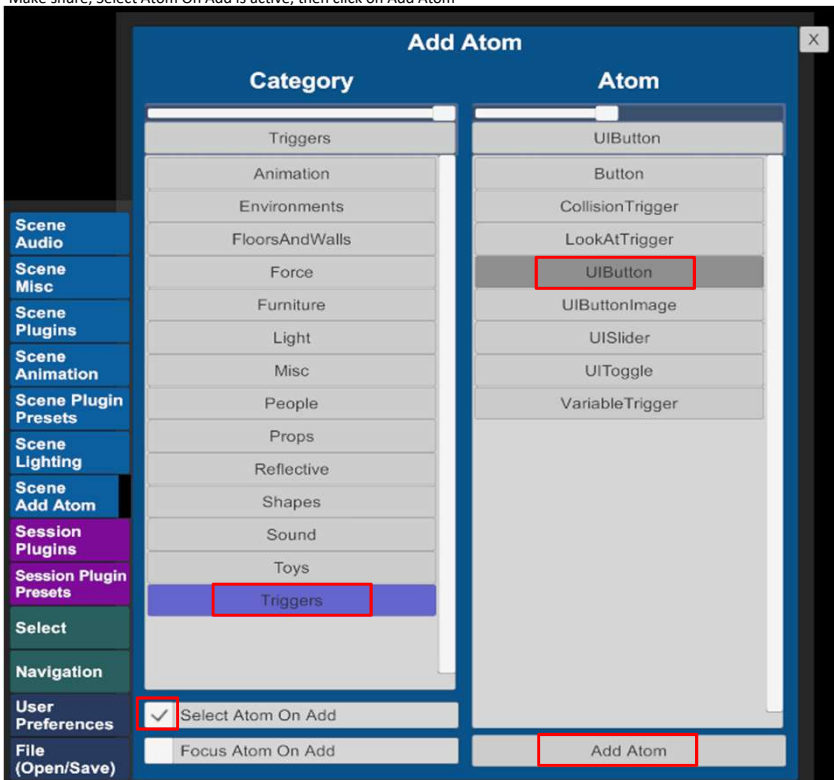 Make share, Select Atom On Add is active, then click on Add Atom
Add Atom
X
Category
Atom
Triggers
UIButton
Animation
Environments
FloorsAndWalls
Force
Furniture
Light
Misc
People
Props
Reflective
Shapes
Sound
Toys
Triggers
Button
CollisionTrigger
LookAtTrigger
UIButton
UIButtonImage
UISlider
UIToggle
VariableTrigger
Scene
Audio
Scene
Misc
Scene
Plugins
Scene
Animation
Scene Plugin
Presets
Scene
Lighting
Scene
Add Atom
Session
Plugins
Session Plugin
Presets
Select
Navigation
User
Preferences
File
(Open/Save)
Select Atom On Add
Focus Atom On Add
Add Atom